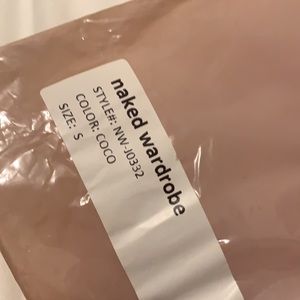 naked wardrobe
STYLE#: NW-J0332
COLOR: COCO
SIZE: S